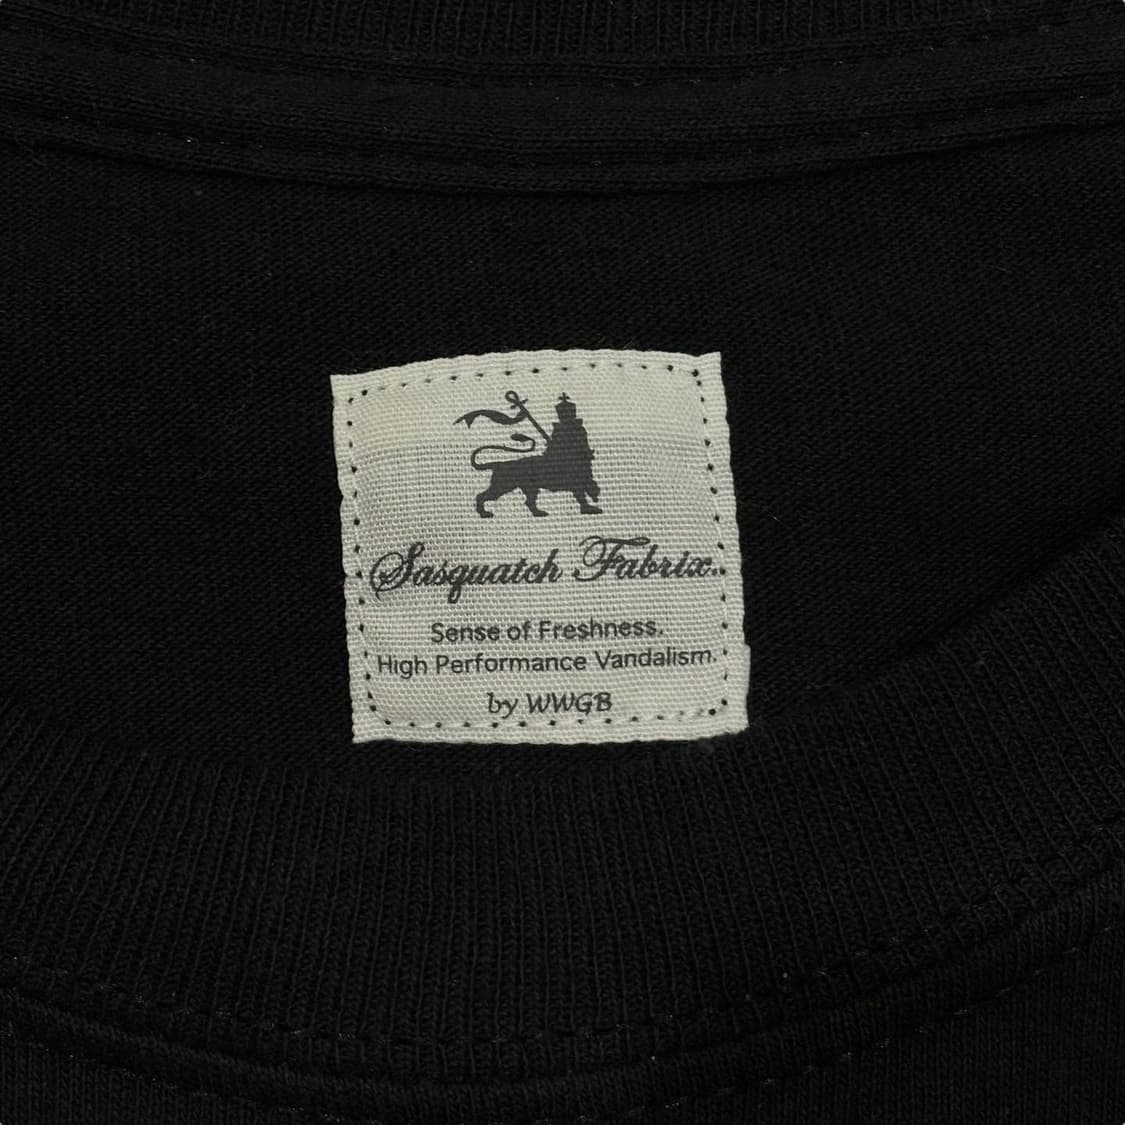 Sasquatch Fabrix.
Sense of Freshness.
High Performance Vandalism.
by WWGB